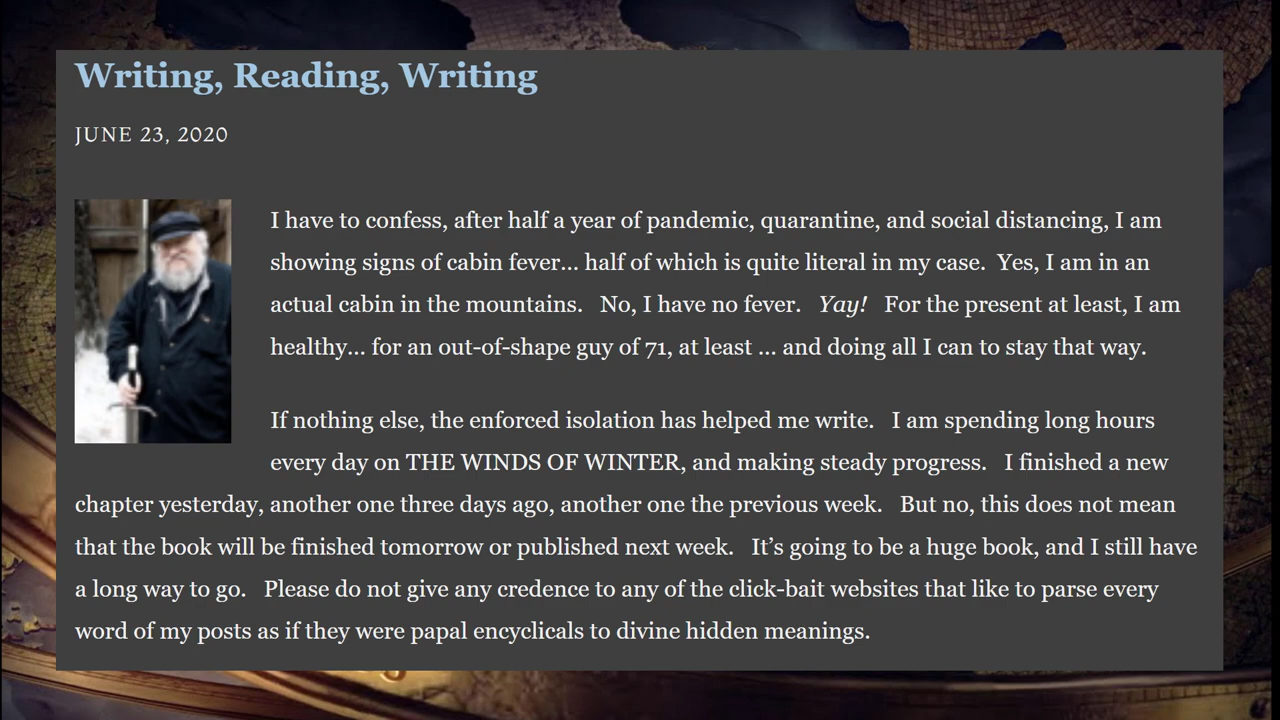 Writing, Reading, Writing
JUNE 23, 2020
I have to confess, after half a year of pandemic, quarantine, and social distancing, I am
showing signs of cabin fever... half of which is quite literal in my case.  Yes, I am in an
actual cabin in the mountains.   No, I have no fever.   Yay!   For the present at least, I am
healthy... for an out-of-shape guy of 71, at least ... and doing all I can to stay that way.
If nothing else, the enforced isolation has helped me write.   I am spending long hours
every day on THE WINDS OF WINTER, and making steady progress.   I finished a new
chapter yesterday, another one three days ago, another one the previous week.   But no, this does not mean
that the book will be finished tomorrow or published next week.   It’s going to be a huge book, and I still have
a long way to go.   Please do not give any credence to any of the click-bait websites that like to parse every
word of my posts as if they were papal encyclicals to divine hidden meanings.